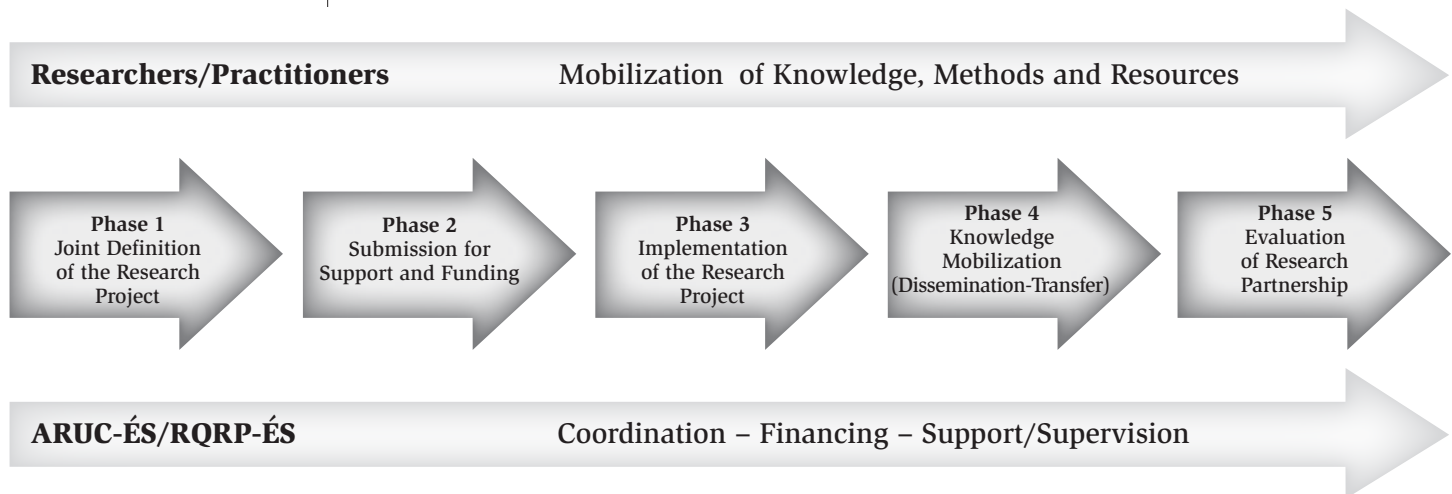 Researchers/Practitioners Mobilization of Knowledge, Methods and Resources
Phase 1
Joint Definition
of the Research
Project
Phase 2
Submission for
Support and Funding
Phase 3
Implementation
of the Research
Project
Phase 4
Knowledge
Mobilization
(Dissemination-Transfer)
Phase 5
Evaluation
of Research
Partnership
ARUC-ÉS/RQRP-ÉS Coordination – Financing – Support/Supervision